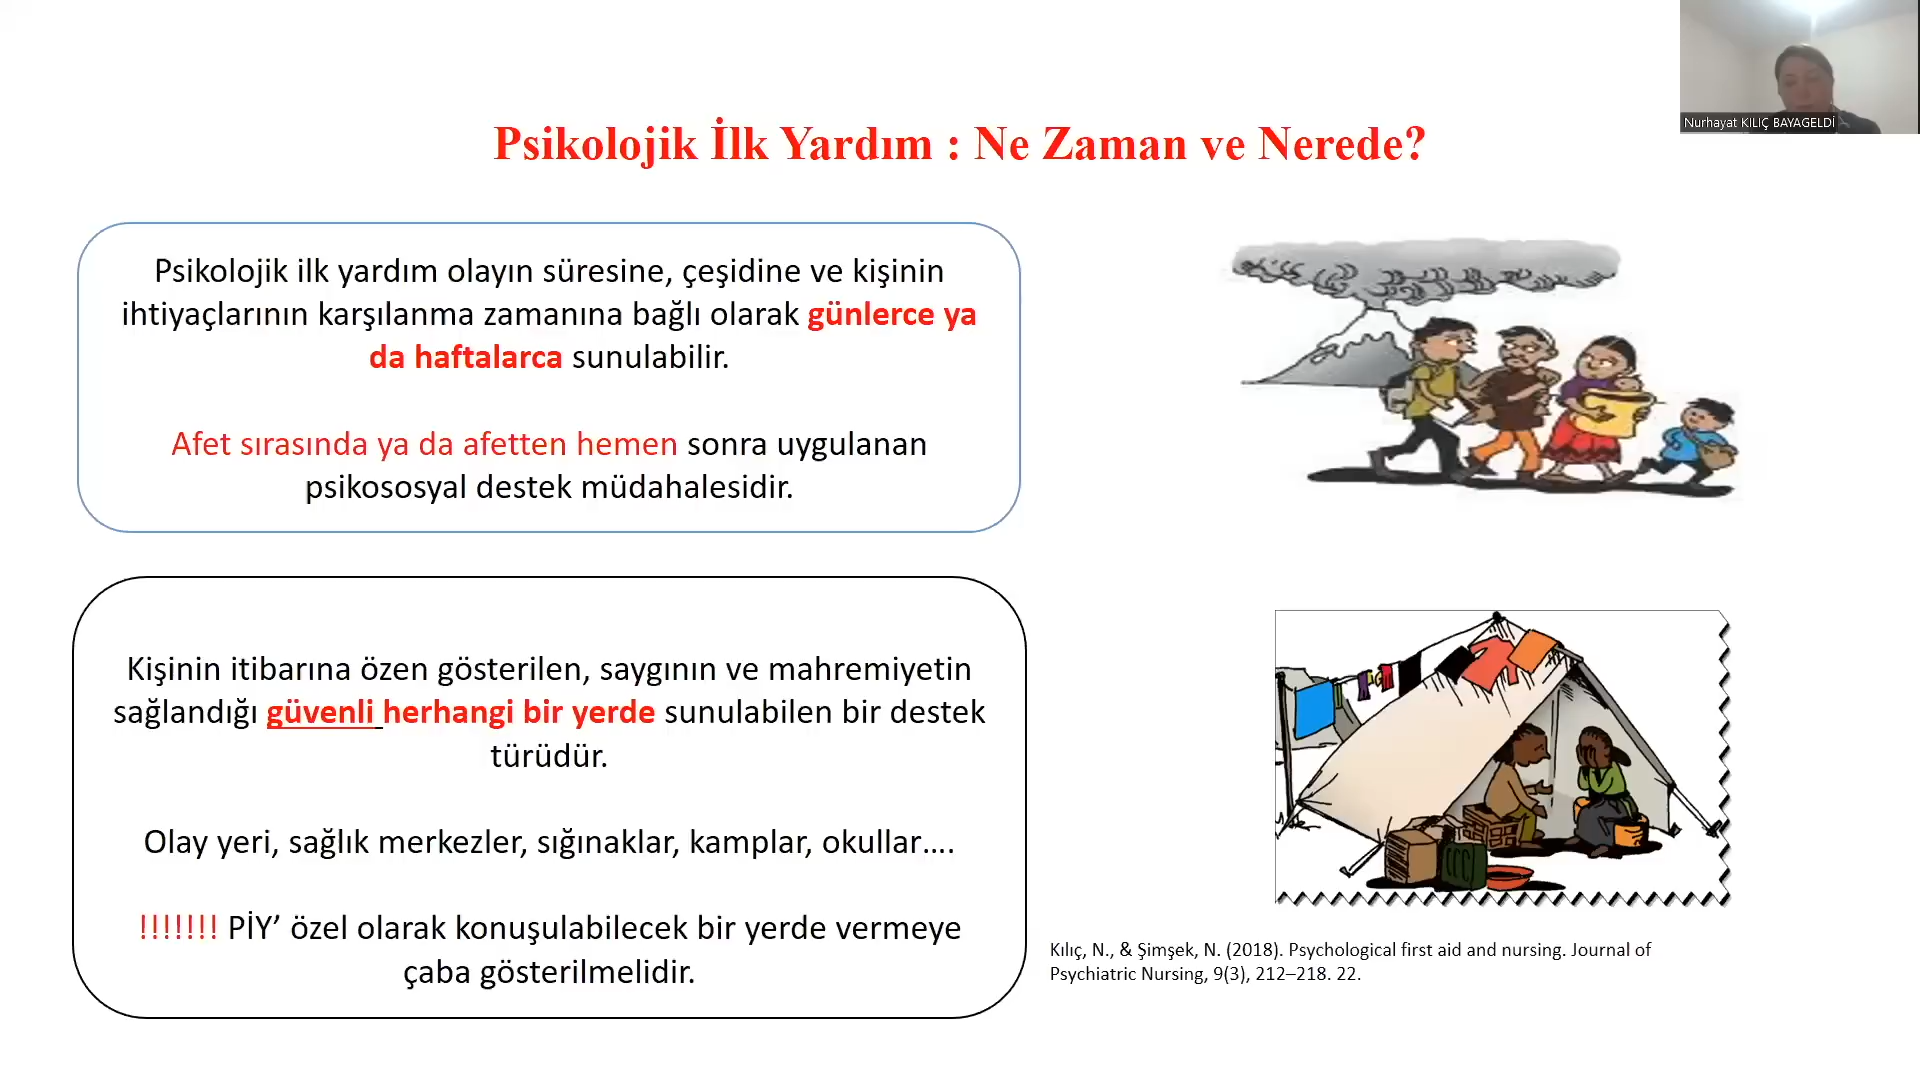 Nurhayat KILIÇ BAYAGELDİ
Psikolojik İlk Yardım : Ne Zaman ve Nerede?
Psikolojik ilk yardım olayın süresine, çeşidine ve kişinin
ihtiyaçlarının karşılanma zamanına bağlı olarak günlerce ya
da haftalarca sunulabilir.
Afet sırasında ya da afetten hemen sonra uygulanan
psikososyal destek müdahalesidir.
Kişinin itibarına özen gösterilen, saygının ve mahremiyetin
sağlandığı güvenli herhangi bir yerde sunulabilen bir destek
türüdür.
Olay yeri, sağlık merkezler, sığınaklar, kamplar, okullar….
!!!!!!! PİY’ özel olarak konuşulabilecek bir yerde vermeye
çaba gösterilmelidir.
Kılıç, N., & Şimşek, N. (2018). Psychological first aid and nursing. Journal of
Psychiatric Nursing, 9(3), 212–218. 22.